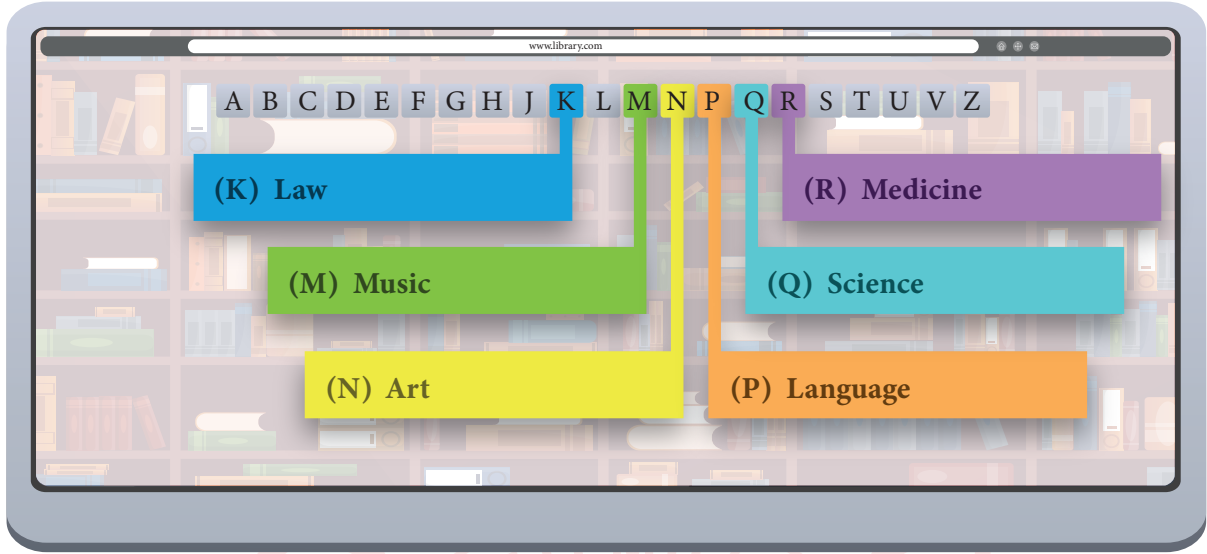 www.library.com
A B C D E F G H J K L M N P Q R S T U V Z
(K) Law
(R) Medicine
(M) Music
(Q) Science
(N) Art
(P) Language